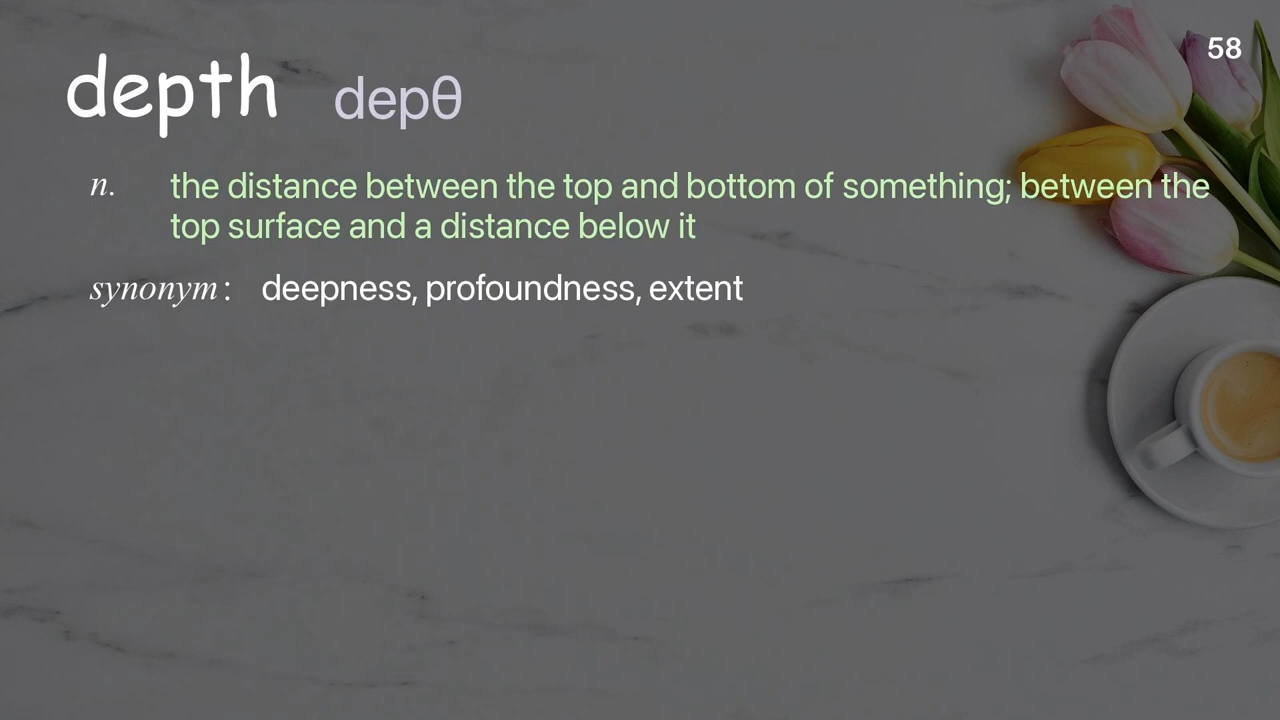 58
depth depθ
n. the distance between the top and bottom of something; between the
top surface and a distance below it
synonym: deepness, profoundness, extent